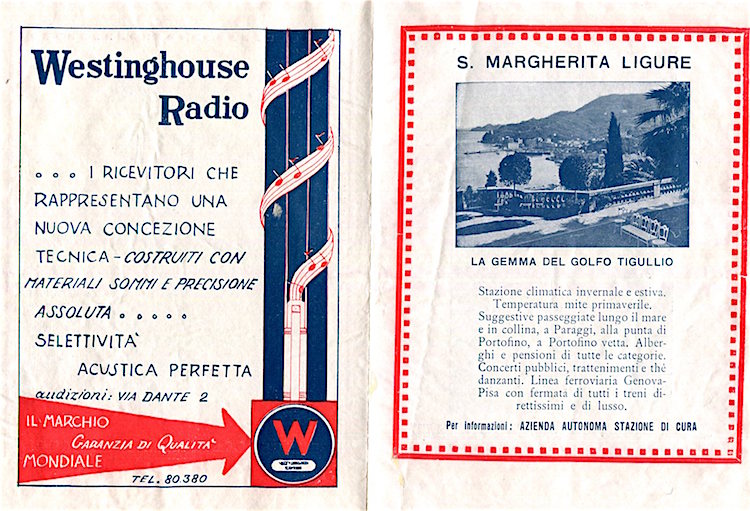 Westinghouse
Radio
... I RICEVITORI CHE
RAPPRESENTANO UNA
NUOVA CONCEZIONE
TECNICA - COSTRUITI CON
MATERIALI SOMMI E PRECISIONE
ASSOLUTA .....
SELETTIVITÀ
ACUSTICA PERFETTA
audizioni: VIA DANTE 2
IL MARCHIO
GARANZIA DI QUALITA'
MONDIALE
W
TEL. 80.380
S. MARGHERITA LIGURE
LA GEMMA DEL GOLFO TIGULLIO
Stazione climatica invernale e estiva.
Temperatura mite primaverile.
Suggestive passeggiate lungo il mare
e in collina, a Paraggi, alla punta di
Portofino, a Portofino vetta. Alber-
ghi e pensioni di tutte le categorie.
Concerti pubblici, trattenimenti e thé
danzanti. Linea ferroviaria Genova-
Pisa con fermata di tutti i treni di-
rettissimi e di lusso.
Per informazioni: AZIENDA AUTONOMA STAZIONE DI CURA